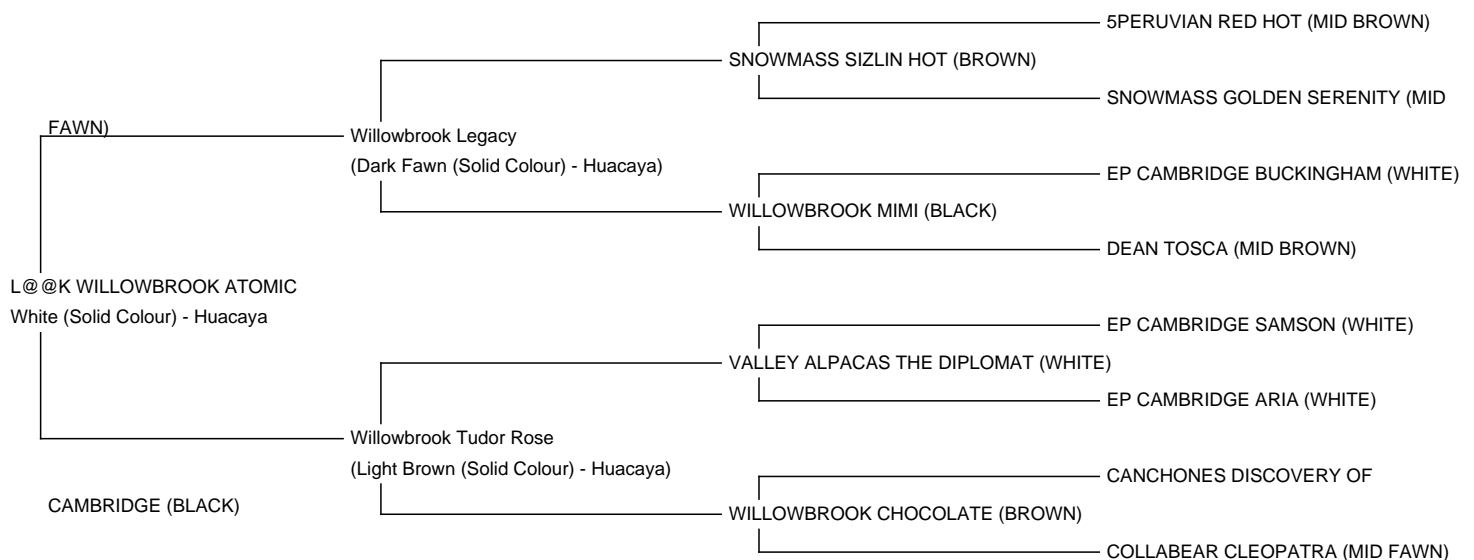 5PERUVIAN RED HOT (MID BROWN)
SNOWMASS SIZLIN HOT (BROWN)
SNOWMASS GOLDEN SERENITY (MID
FAWN)
Willowbrook Legacy
(Dark Fawn (Solid Colour) - Huacaya)
EP CAMBRIDGE BUCKINGHAM (WHITE)
WILLOWBROOK MIMI (BLACK)
DEAN TOSCA (MID BROWN)
L@@K WILLOWBROOK ATOMIC
White (Solid Colour) - Huacaya
EP CAMBRIDGE SAMSON (WHITE)
VALLEY ALPACAS THE DIPLOMAT (WHITE)
EP CAMBRIDGE ARIA (WHITE)
Willowbrook Tudor Rose
(Light Brown (Solid Colour) - Huacaya)
CANCHONES DISCOVERY OF
CAMBRIDGE (BLACK)
WILLOWBROOK CHOCOLATE (BROWN)
COLLABEAR CLEOPATRA (MID FAWN)